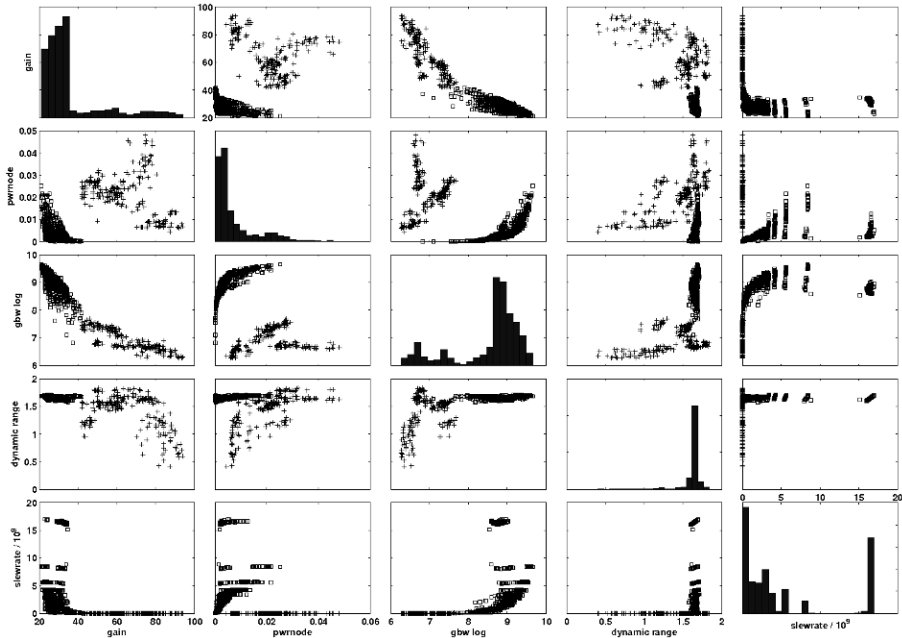 gain
100
80
60
40
20
pwrnode
0.05
0.04
0.03
0.02
0.01
0
gbw log
10
9
8
7
6
dynamic range
2
1.5
1
0.5
0
0 5 10 15 20
slewrate / 10⁹
20
15
10
5
0
20 40 60 80 100
0 0.02 0.04 0.06
6 7 8 9 10
0 0.5 1 1.5 2
gain
pwrnode
gbw log
dynamic range
slewrate / 10⁹